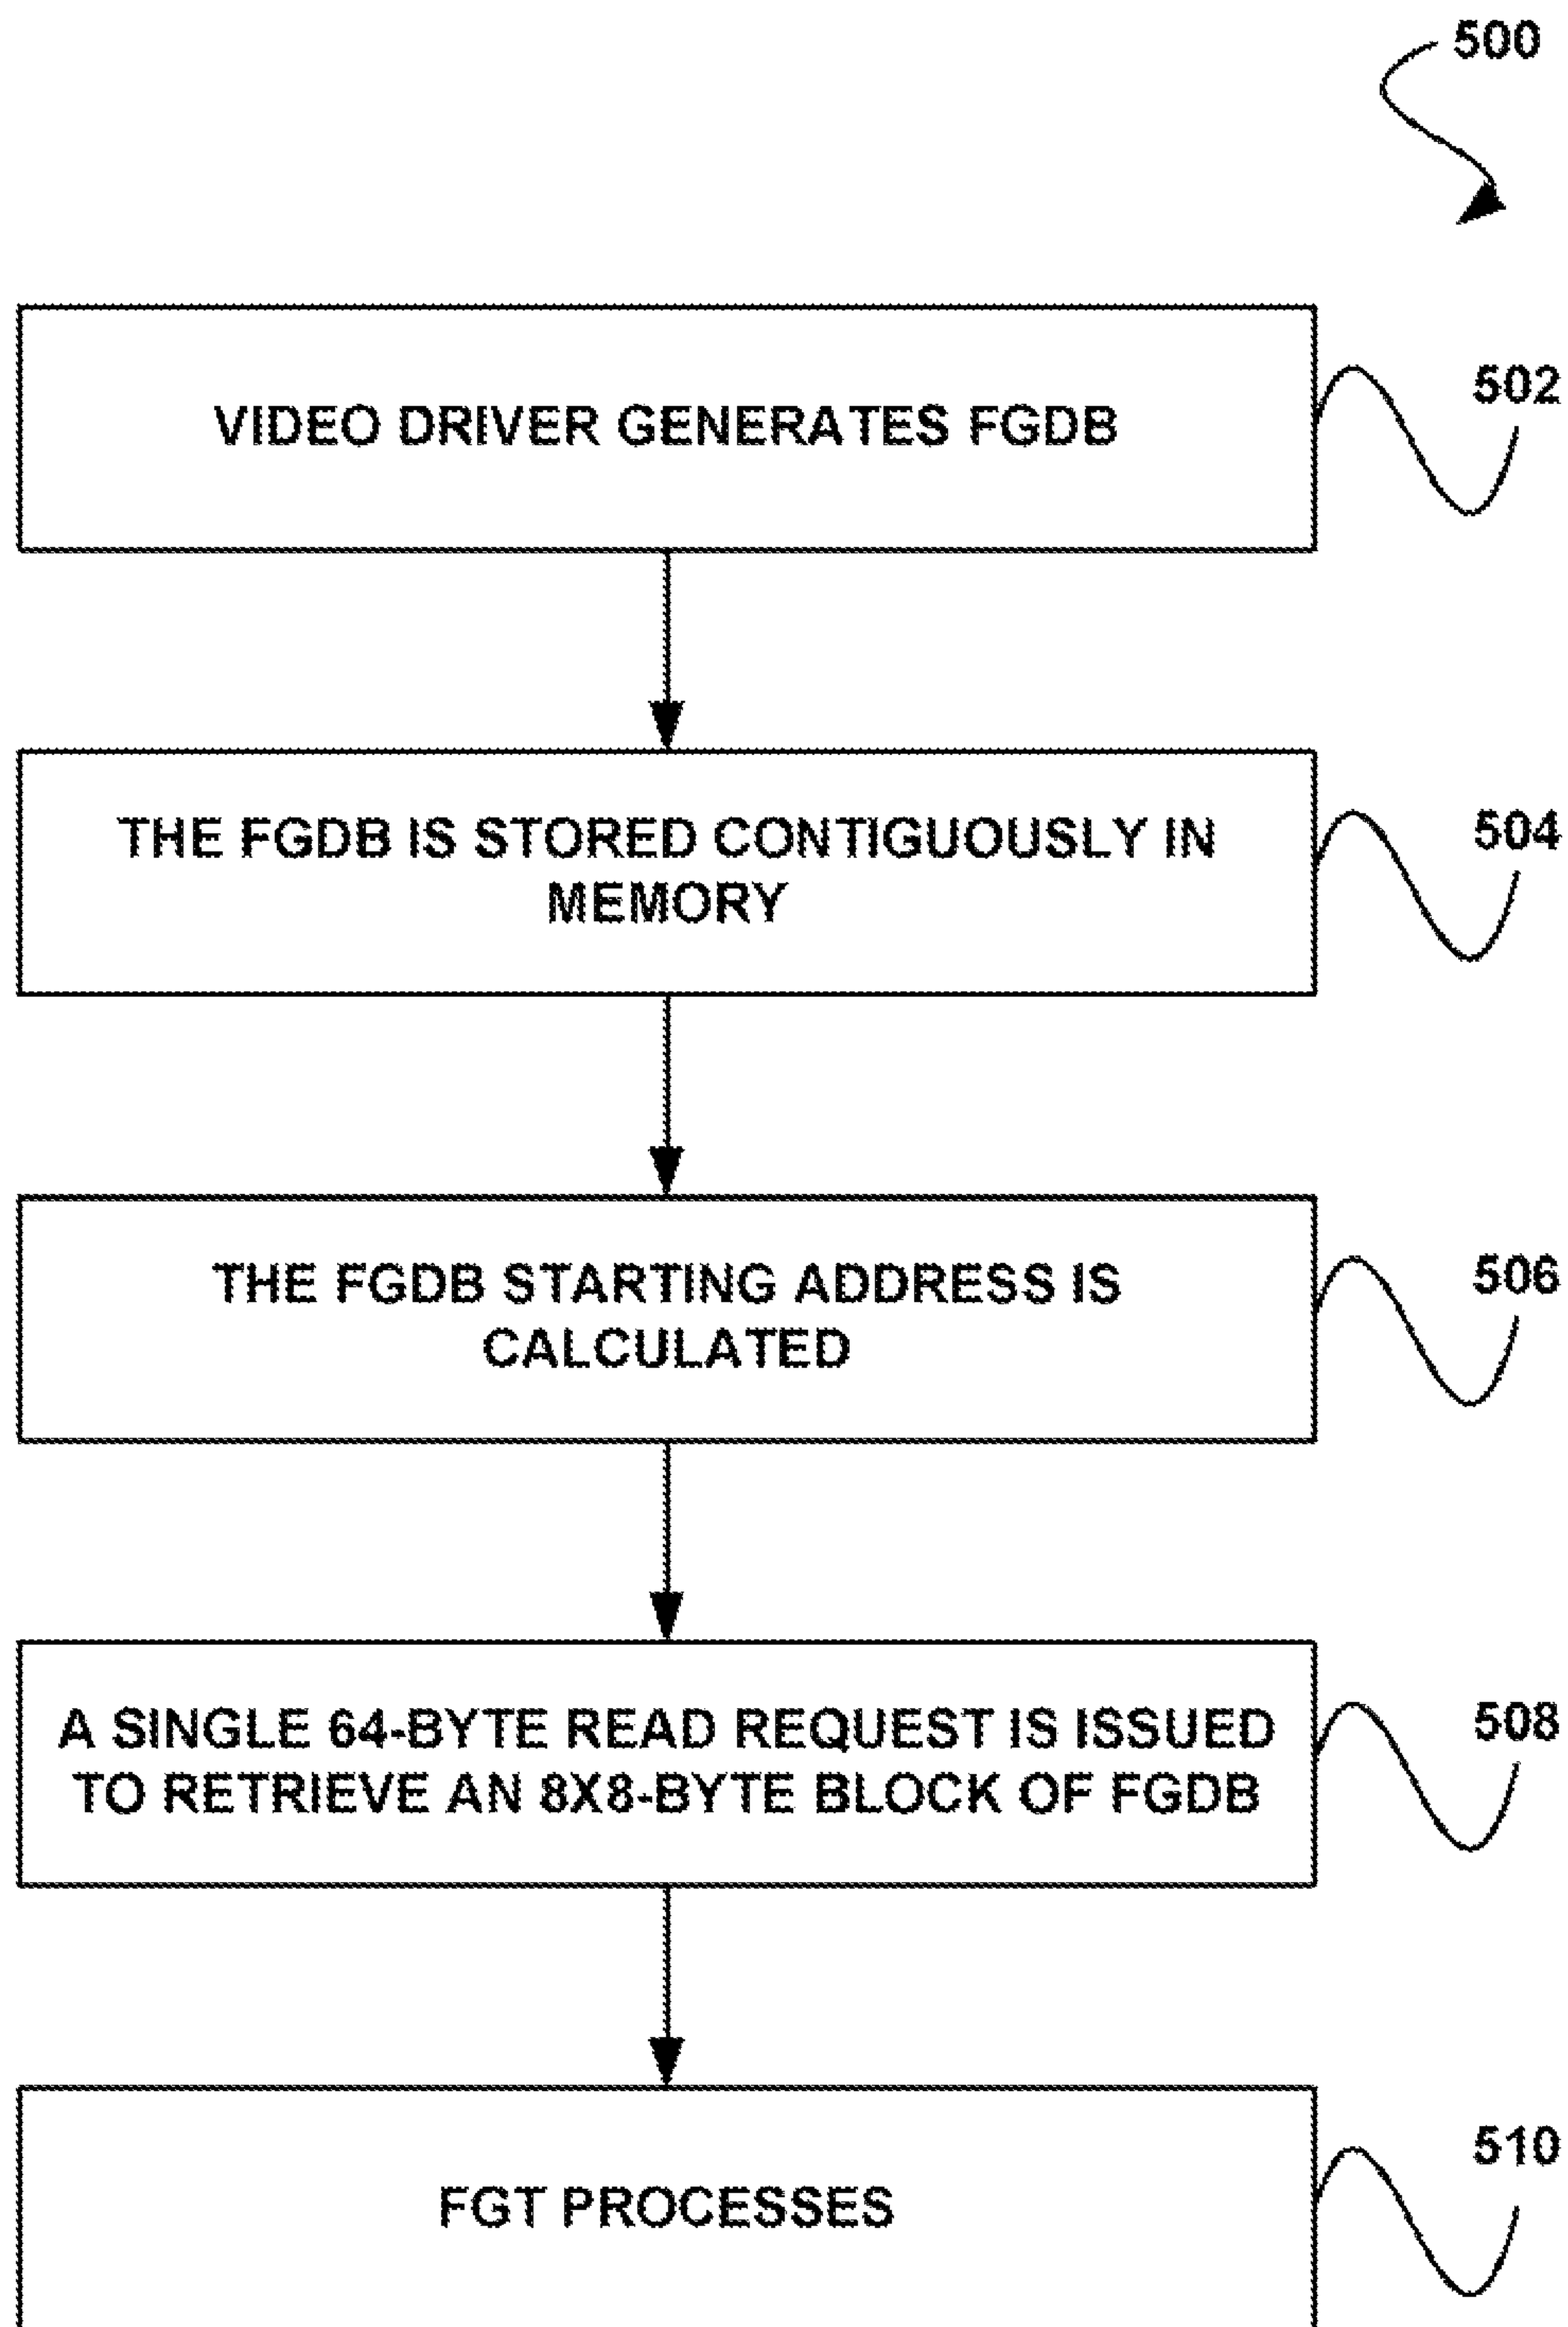 500
VIDEO DRIVER GENERATES FGDB
502
THE FGDB IS STORED CONTIGUOUSLY IN
MEMORY
504
THE FGDB STARTING ADDRESS IS
CALCULATED
506
A SINGLE 64-BYTE READ REQUEST IS ISSUED
TO RETRIEVE AN 8X8-BYTE BLOCK OF FGDB
508
FGT PROCESSES
510